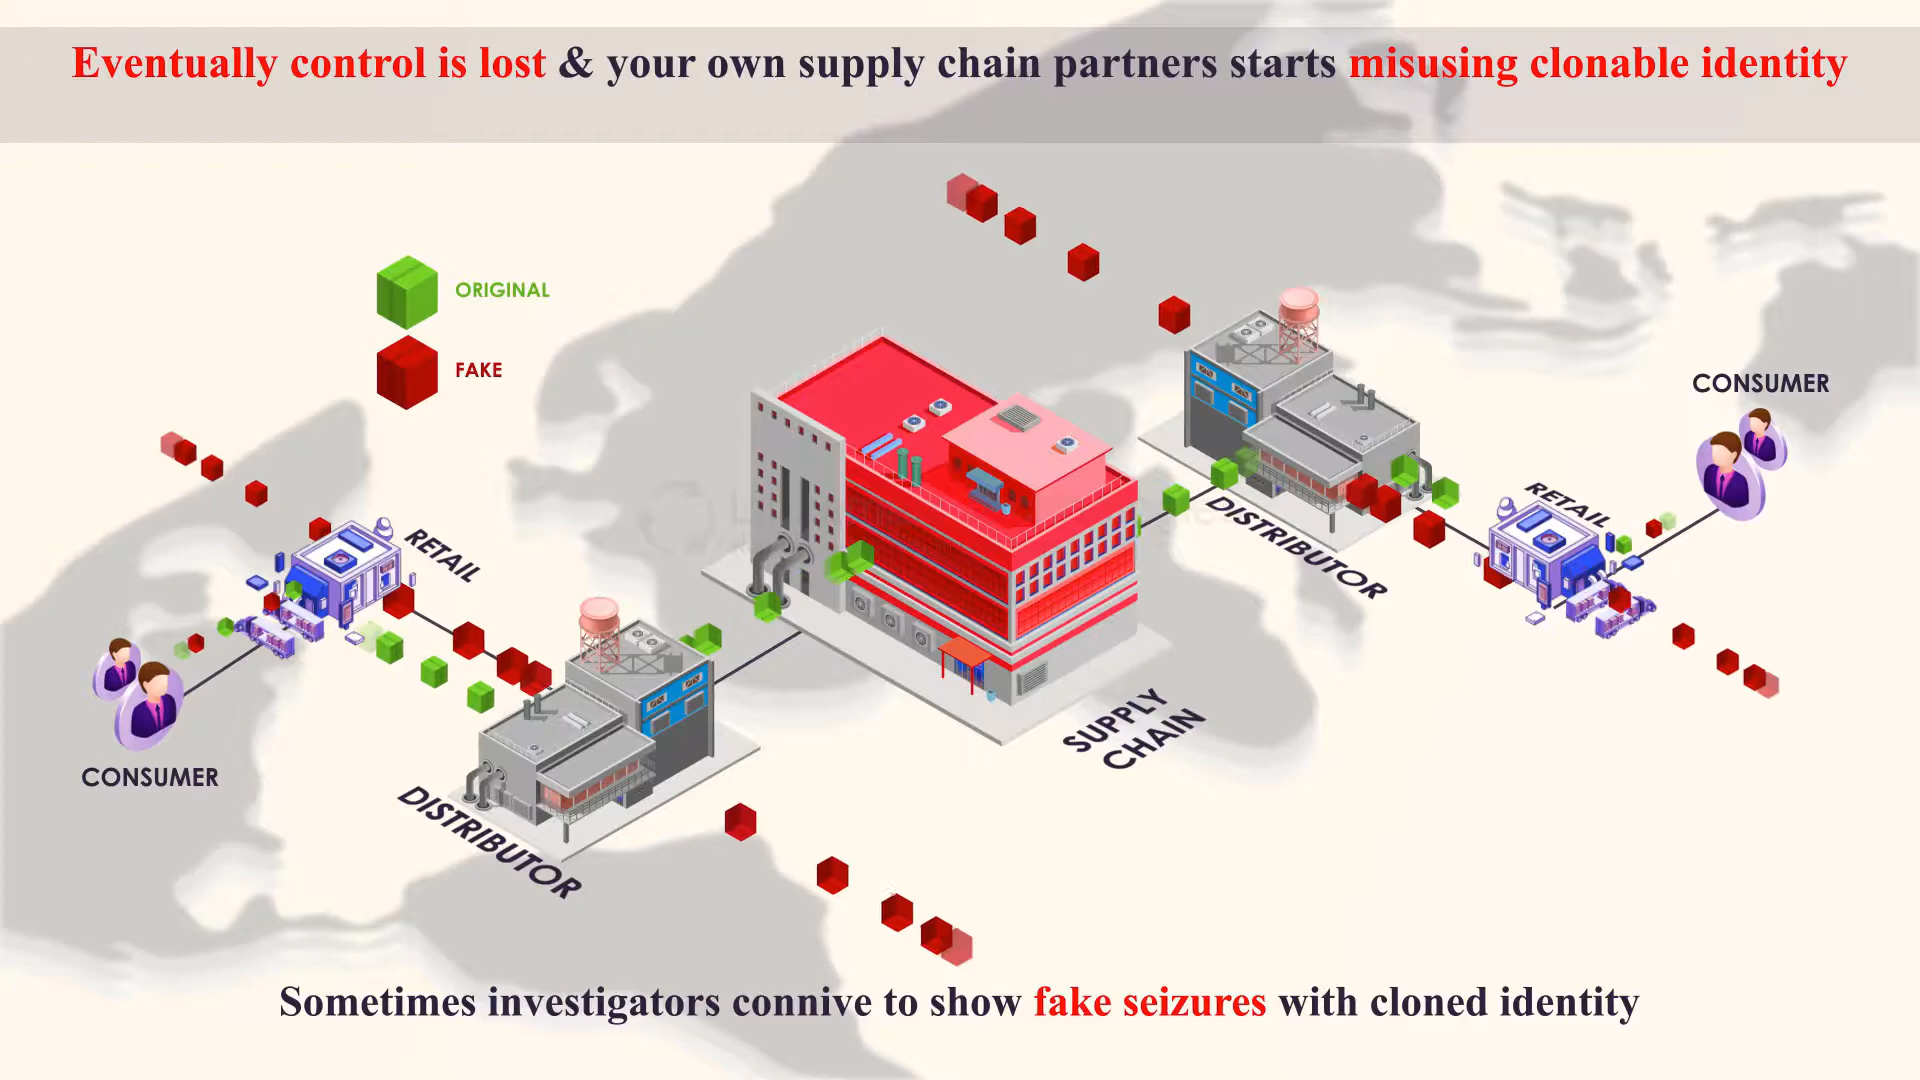 Eventually control is lost & your own supply chain partners starts misusing clonable identity
ORIGINAL
FAKE
CONSUMER
RETAIL
DISTRIBUTOR
RETAIL
DISTRIBUTOR
SUPPLY
CHAIN
CONSUMER
Sometimes investigators connive to show fake seizures with cloned identity